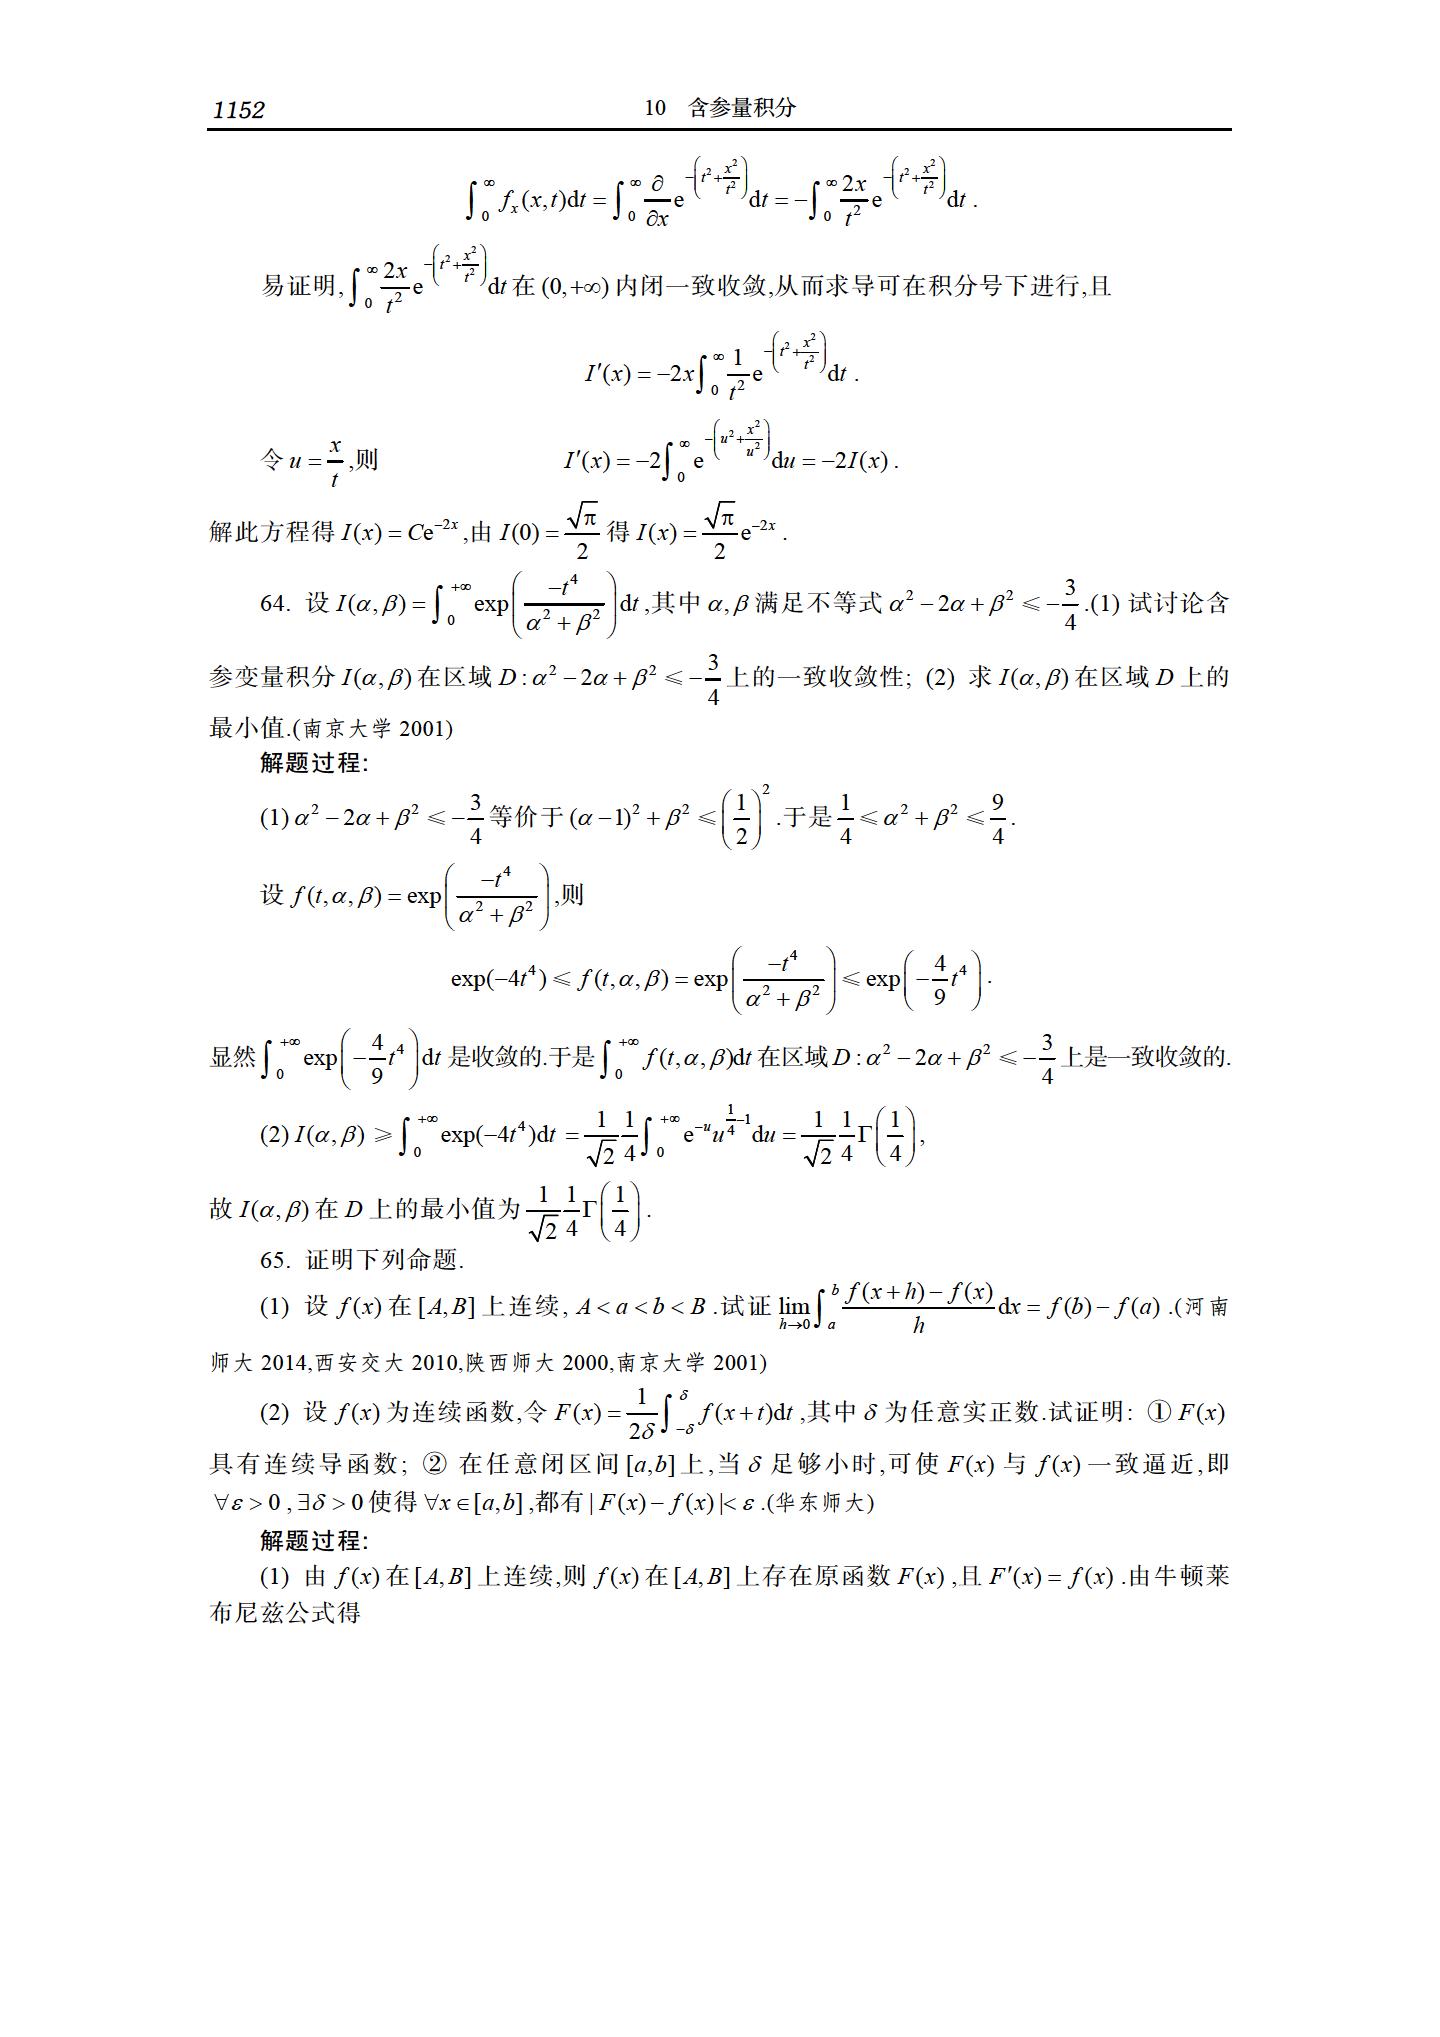 1152 10 含参量积分
$\int_0^\infty f_x(x,t)\mathrm{d}t = \int_0^\infty \frac{\partial}{\partial x}\mathrm{e}^{-\left(t^2+\frac{x^2}{t^2}\right)}\mathrm{d}t = -\int_0^\infty \frac{2x}{t^2}\mathrm{e}^{-\left(t^2+\frac{x^2}{t^2}\right)}\mathrm{d}t$ .
易证明, $\int_0^\infty \frac{2x}{t^2}\mathrm{e}^{-\left(t^2+\frac{x^2}{t^2}\right)}\mathrm{d}t$ 在 $(0,+\infty)$ 内闭一致收敛,从而求导可在积分号下进行,且
$I'(x) = -2x\int_0^\infty \frac{1}{t^2}\mathrm{e}^{-\left(t^2+\frac{x^2}{t^2}\right)}\mathrm{d}t$ .
令 $u = \frac{x}{t}$ ,则 $I'(x) = -2\int_0^\infty \mathrm{e}^{-\left(u^2+\frac{x^2}{u^2}\right)}\mathrm{d}u = -2I(x)$ .
解此方程得 $I(x) = C\mathrm{e}^{-2x}$ ,由 $I(0) = \frac{\sqrt{\pi}}{2}$ 得 $I(x) = \frac{\sqrt{\pi}}{2}\mathrm{e}^{-2x}$ .
64. 设 $I(\alpha,\beta) = \int_0^{+\infty} \exp\left(\frac{-t^4}{\alpha^2+\beta^2}\right)\mathrm{d}t$ ,其中 $\alpha,\beta$ 满足不等式 $\alpha^2-2\alpha+\beta^2 \leqslant -\frac{3}{4}$ .(1) 试讨论含
参变量积分 $I(\alpha,\beta)$ 在区域 $D:\alpha^2-2\alpha+\beta^2 \leqslant -\frac{3}{4}$ 上的一致收敛性; (2) 求 $I(\alpha,\beta)$ 在区域 $D$ 上的
最小值.(南京大学 2001)
解题过程:
(1) $\alpha^2-2\alpha+\beta^2 \leqslant -\frac{3}{4}$ 等价于 $(\alpha-1)^2+\beta^2 \leqslant \left(\frac{1}{2}\right)^2$ .于是 $\frac{1}{4} \leqslant \alpha^2+\beta^2 \leqslant \frac{9}{4}$ .
设 $f(t,\alpha,\beta) = \exp\left(\frac{-t^4}{\alpha^2+\beta^2}\right)$ ,则
$\exp(-4t^4) \leqslant f(t,\alpha,\beta) = \exp\left(\frac{-t^4}{\alpha^2+\beta^2}\right) \leqslant \exp\left(-\frac{4}{9}t^4\right)$ .
显然 $\int_0^{+\infty} \exp\left(-\frac{4}{9}t^4\right)\mathrm{d}t$ 是收敛的.于是 $\int_0^{+\infty} f(t,\alpha,\beta)\mathrm{d}t$ 在区域 $D:\alpha^2-2\alpha+\beta^2 \leqslant -\frac{3}{4}$ 上是一致收敛的.
(2) $I(\alpha,\beta) \geqslant \int_0^{+\infty} \exp(-4t^4)\mathrm{d}t = \frac{1}{\sqrt{2}}\frac{1}{4}\int_0^{+\infty} \mathrm{e}^{-u}u^{\frac{1}{4}-1}\mathrm{d}u = \frac{1}{\sqrt{2}}\frac{1}{4}\Gamma\left(\frac{1}{4}\right)$,
故 $I(\alpha,\beta)$ 在 $D$ 上的最小值为 $\frac{1}{\sqrt{2}}\frac{1}{4}\Gamma\left(\frac{1}{4}\right)$ .
65. 证明下列命题.
(1) 设 $f(x)$ 在 $[A,B]$ 上连续, $A<a<b<B$ .试证 $\lim_{h\to 0}\int_a^b \frac{f(x+h)-f(x)}{h}\mathrm{d}x = f(b)-f(a)$ .(河南
师大 2014,西安交大 2010,陕西师大 2000,南京大学 2001)
(2) 设 $f(x)$ 为连续函数,令 $F(x) = \frac{1}{2\delta}\int_{-\delta}^{\delta} f(x+t)\mathrm{d}t$ ,其中 $\delta$ 为任意实正数.试证明: ① $F(x)$
具有连续导函数; ② 在任意闭区间 $[a,b]$ 上,当 $\delta$ 足够小时,可使 $F(x)$ 与 $f(x)$ 一致逼近,即
$\forall\varepsilon>0$ , $\exists\delta>0$ 使得 $\forall x\in[a,b]$ ,都有 $|F(x)-f(x)|<\varepsilon$ .(华东师大)
解题过程:
(1) 由 $f(x)$ 在 $[A,B]$ 上连续,则 $f(x)$ 在 $[A,B]$ 上存在原函数 $F(x)$ ,且 $F'(x) = f(x)$ .由牛顿莱
布尼兹公式得